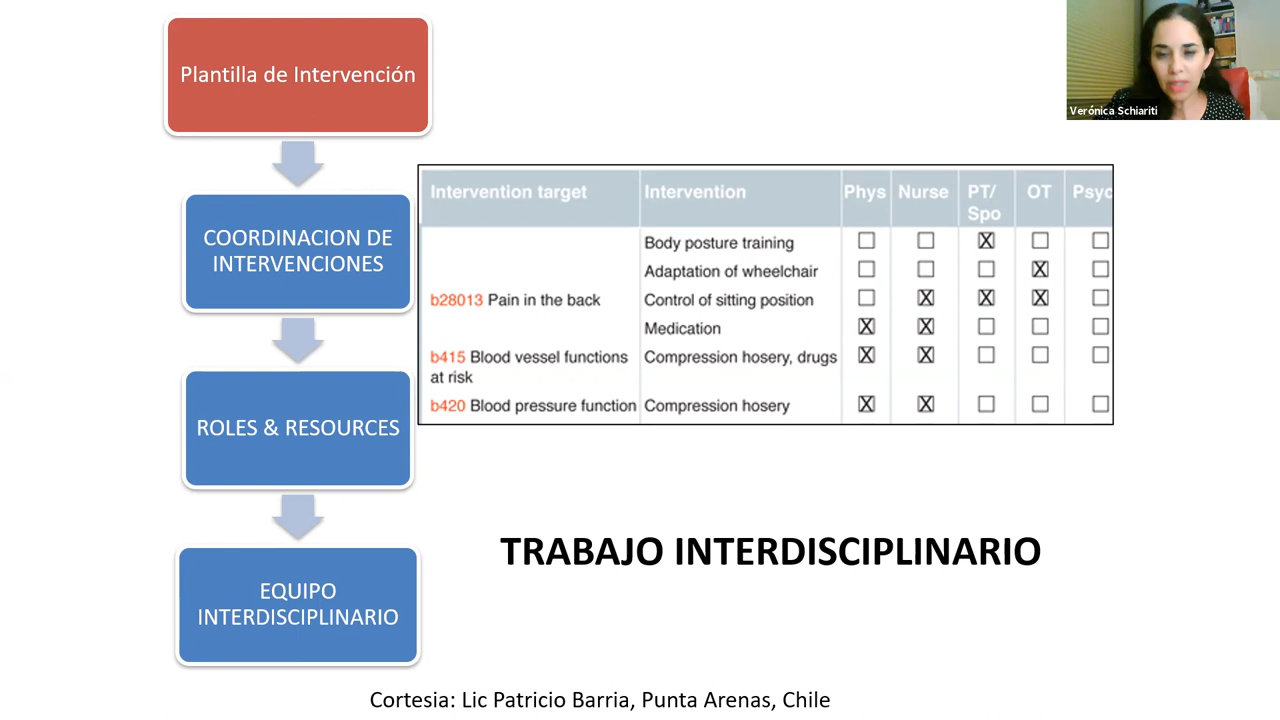 Plantilla de Intervención
COORDINACION DE
INTERVENCIONES
ROLES & RESOURCES
EQUIPO
INTERDISCIPLINARIO
Verónica Schiariti
Intervention target Intervention Phys Nurse PT/ OT Psyc
Spo
Body posture training ☐ ☐ ☒ ☐ ☐
Adaptation of wheelchair ☐ ☐ ☐ ☒ ☐
b28013 Pain in the back Control of sitting position ☐ ☒ ☒ ☒ ☐
Medication ☒ ☒ ☐ ☐ ☐
b415 Blood vessel functions Compression hosery, drugs ☒ ☒ ☐ ☐ ☐
at risk
b420 Blood pressure function Compression hosery ☒ ☒ ☐ ☐ ☐
TRABAJO INTERDISCIPLINARIO
Cortesia: Lic Patricio Barria, Punta Arenas, Chile